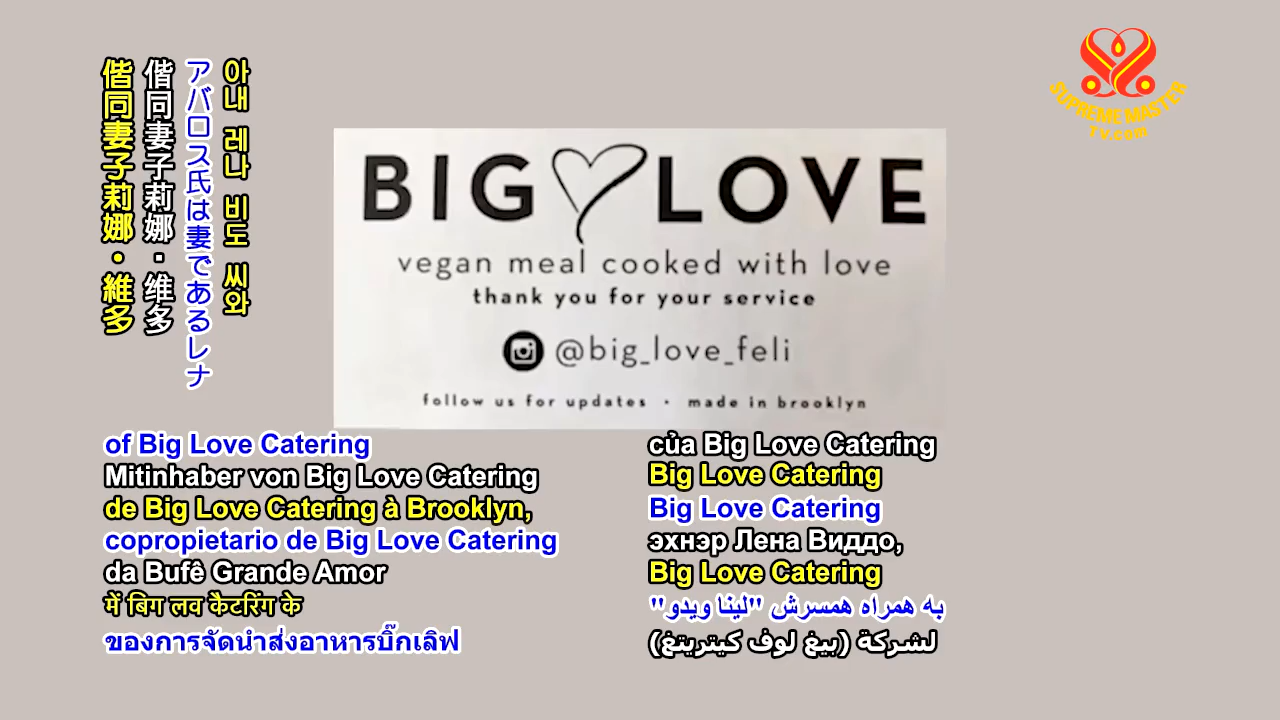 SUPREME MASTER
TV.com
偕同妻子莉娜・維多
偕同妻子莉娜·维多
アバロス氏は妻であるレナ
아내 레나 비도 씨와
BIG LOVE
vegan meal cooked with love
thank you for your service
@big_love_feli
follow us for updates • made in brooklyn
of Big Love Catering
Mitinhaber von Big Love Catering
de Big Love Catering à Brooklyn,
copropietario de Big Love Catering
da Bufê Grande Amor
में बिग लव कैटरिंग के
ของการจัดนำส่งอาหารบิ๊กเลิฟ
của Big Love Catering
Big Love Catering
Big Love Catering
эхнэр Лена Виддо,
Big Love Catering
به همراه همسرش "لینا ویدو"
لشركة (بيغ لوف كيتريتغ)